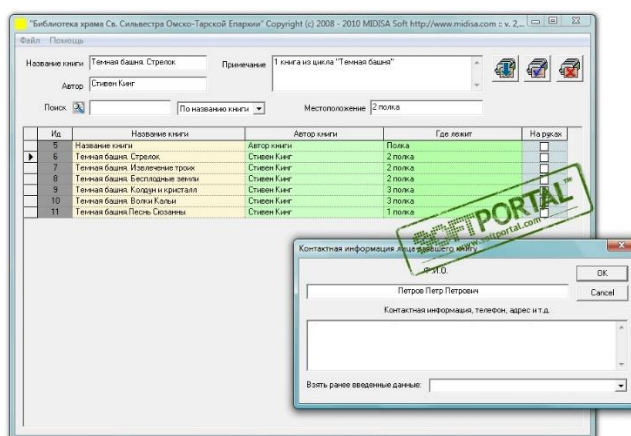 "Библиотека храма Св. Сильвестра Омско-Тарской Епархии" Copyright (c) 2008 - 2010 MIDISA Soft http://www.midisa.com :: v. 2,...
Файл Помощь
Название книги Темная башня. Стрелок Примечание 1 книга из цикла "Темная башня"
Автор Стивен Кинг
Поиск По названию книги Местоположение 2 полка
Ид Название книги Автор книги Где лежит На руках
5 Название книги Автор книги Полка
6 Темная башня. Стрелок Стивен Кинг 2 полка
7 Темная башня. Извлечение троих Стивен Кинг 2 полка
8 Темная башня. Бесплодные земли Стивен Кинг 2 полка
9 Темная башня. Колдун и кристалл Стивен Кинг 3 полка
10 Темная башня. Волки Кальи Стивен Кинг 3 полка
11 Темная башня.Песнь Сюзанны Стивен Кинг 1 полка
SOFTPORTAL™
www.softportal.com
Контактная информация лица взявшего книгу
Ф.И.О.
OK
Петров Петр Петрович
Cancel
Контактная информация, телефон, адрес и т.д.
Взять ранее введенные данные: